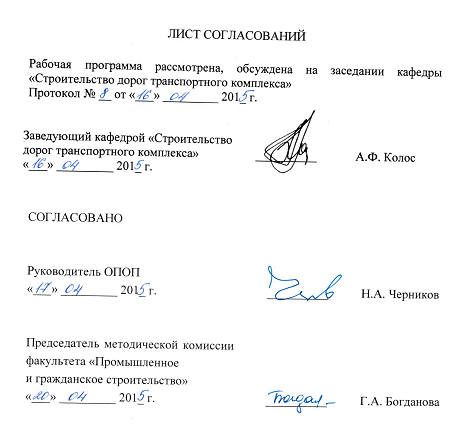 ЛИСТ СОГЛАСОВАНИЙ
Рабочая программа рассмотрена, обсуждена на заседании кафедры
«Строительство дорог транспортного комплекса»
Протокол № 8 от «16» 04 2015 г.
Заведующий кафедрой «Строительство
дорог транспортного комплекса»
«16» 04 2015 г.
А.Ф. Колос
СОГЛАСОВАНО
Руководитель ОПОП
«17» 04 2015 г.
Н.А. Черников
Председатель методической комиссии
факультета «Промышленное
и гражданское строительство»
«20» 04 2015 г.
Г.А. Богданова